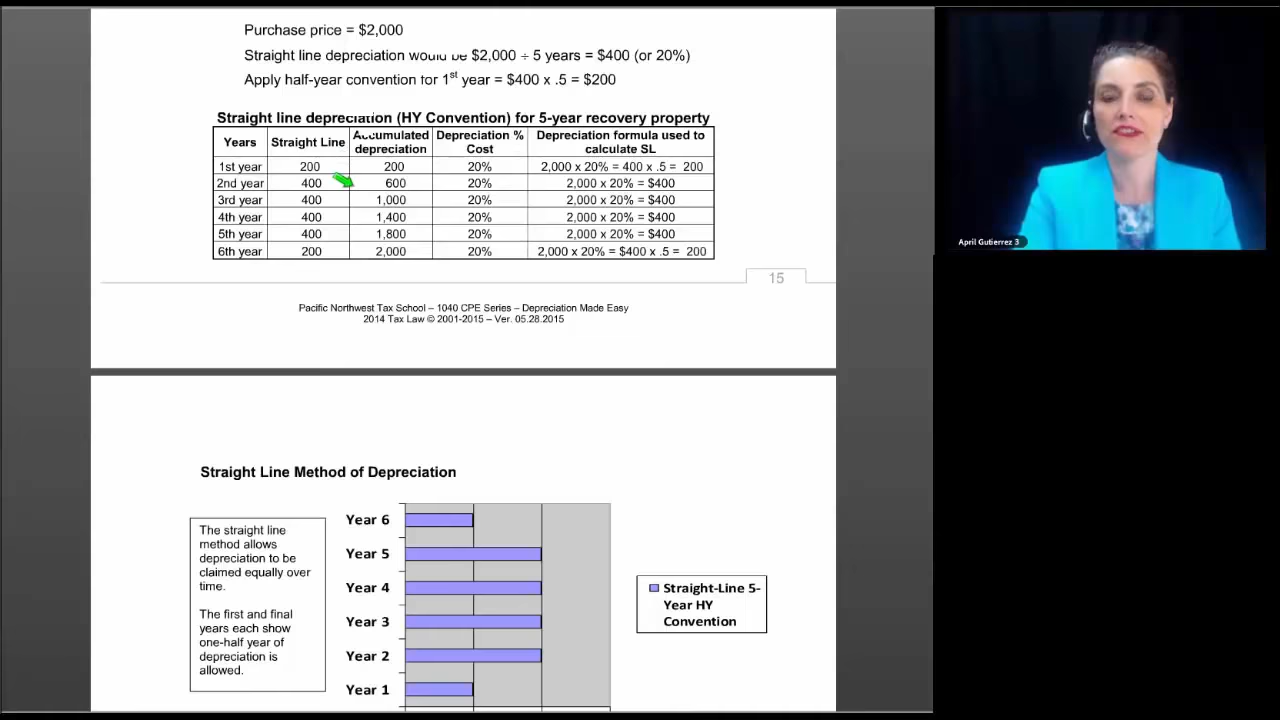 Purchase price = $2,000
Straight line depreciation would be $2,000 ÷ 5 years = $400 (or 20%)
Apply half-year convention for 1st year = $400 x .5 = $200
Straight line depreciation (HY Convention) for 5-year recovery property
Years Straight Line Accumulated depreciation Depreciation % Cost Depreciation formula used to calculate SL
1st year 200 200 20% 2,000 x 20% = 400 x .5 = 200
2nd year 400 600 20% 2,000 x 20% = $400
3rd year 400 1,000 20% 2,000 x 20% = $400
4th year 400 1,400 20% 2,000 x 20% = $400
5th year 400 1,800 20% 2,000 x 20% = $400
6th year 200 2,000 20% 2,000 x 20% = $400 x .5 = 200
15
Pacific Northwest Tax School – 1040 CPE Series – Depreciation Made Easy
2014 Tax Law © 2001-2015 – Ver. 05.28.2015
Straight Line Method of Depreciation
The straight line
method allows
depreciation to be
claimed equally over
time.
The first and final
years each show
one-half year of
depreciation is
allowed.
Year 6
Year 5
Year 4
Year 3
Year 2
Year 1
Straight-Line 5-
Year HY
Convention
April Gutierrez 3